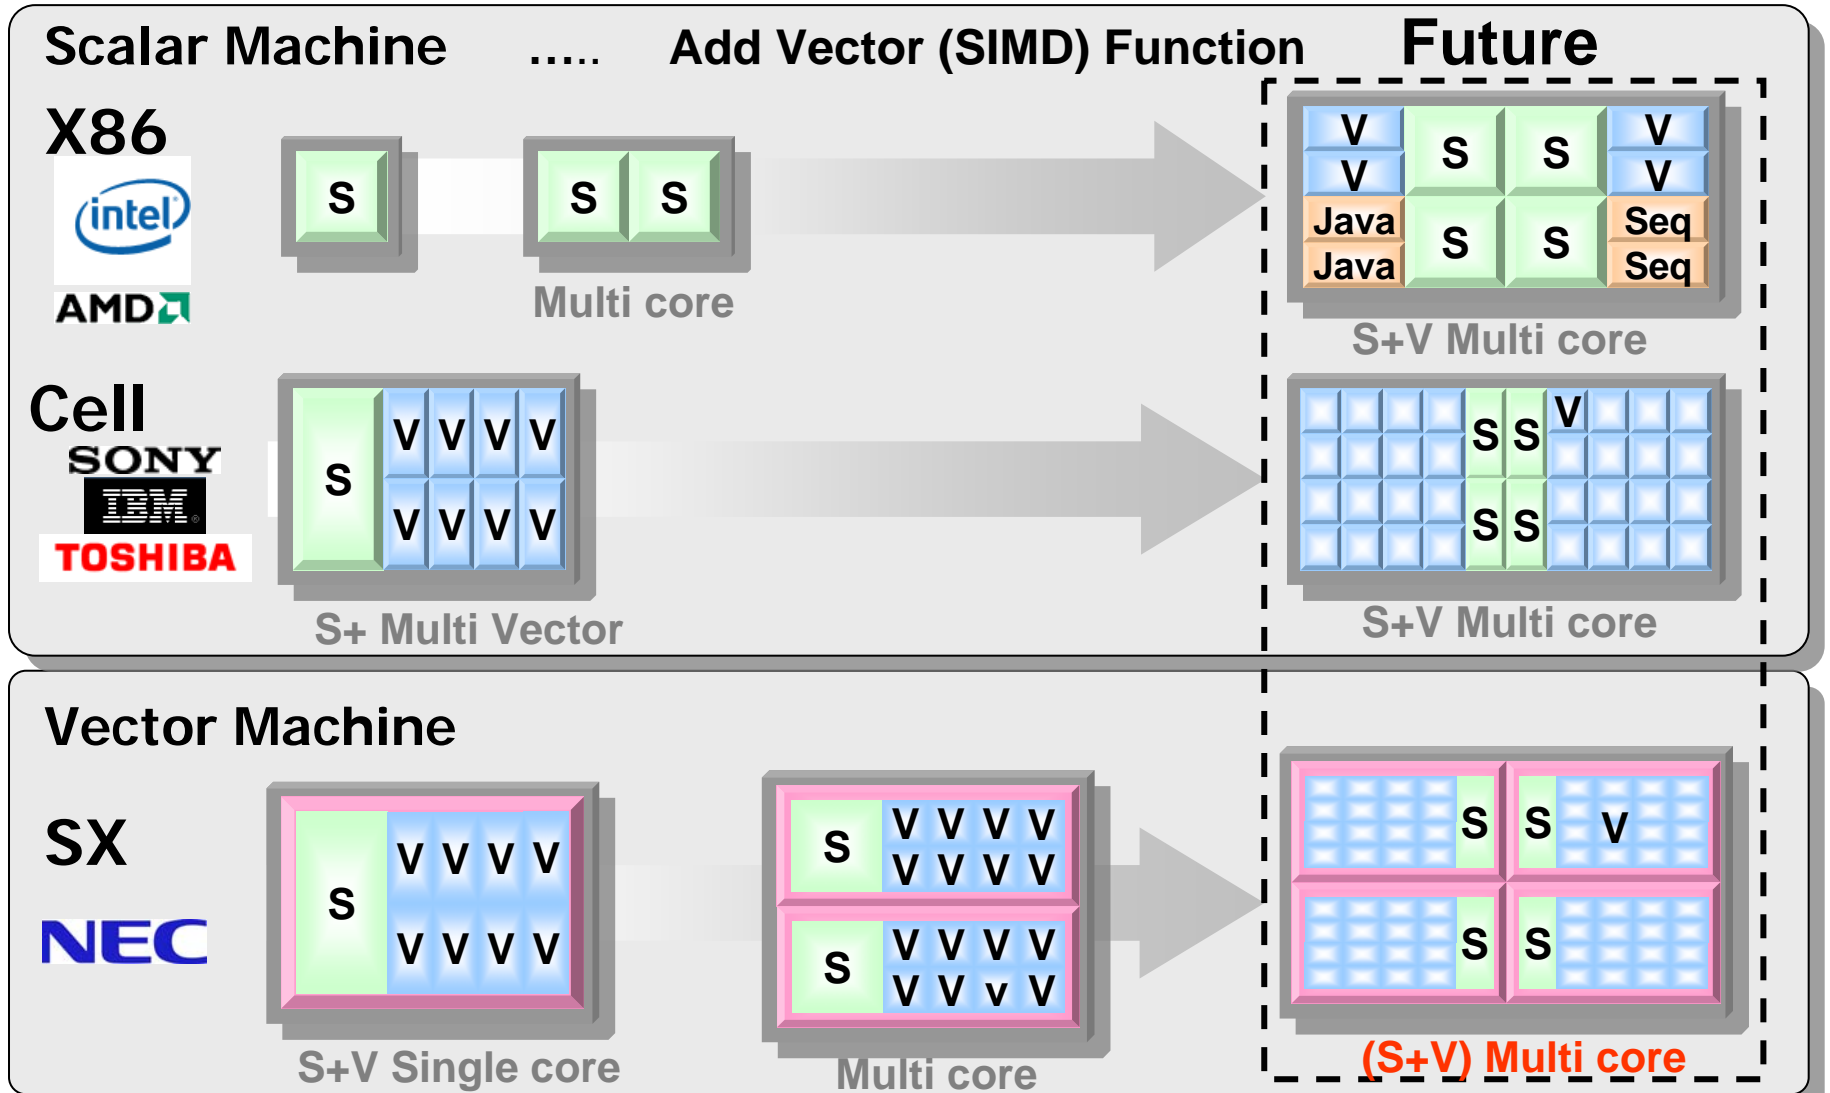 Scalar Machine ..... Add Vector (SIMD) Function Future
X86
intel
AMD
S
S S
Multi core
V S S V
V V
Java S S Seq
Java Seq
S+V Multi core
Cell
SONY
IBM
TOSHIBA
S V V V V
V V V V
S+ Multi Vector
S S V
S S
S+V Multi core
Vector Machine
SX
NEC
S V V V V
V V V V
S+V Single core
S V V V V
V V V V
S V V V V
V V v V
Multi core
S S V
S S
(S+V) Multi core